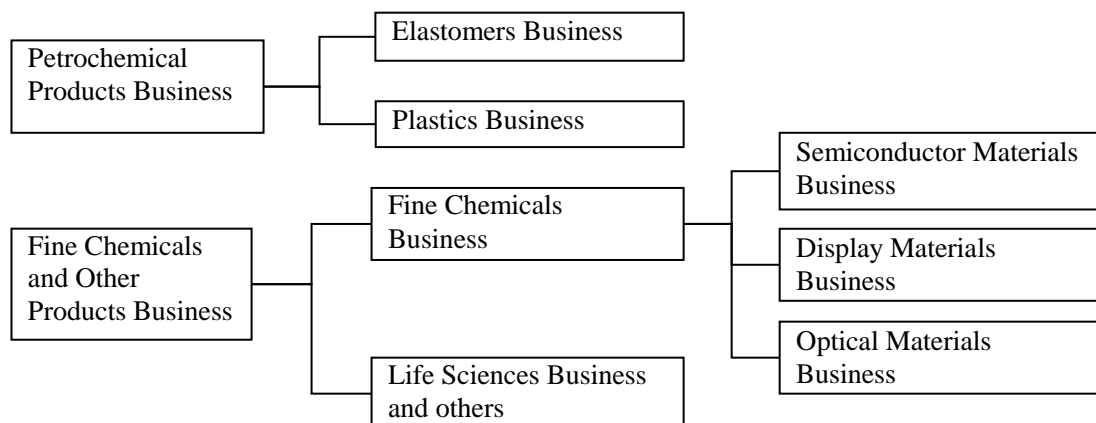 Petrochemical
Products Business
Elastomers Business
Plastics Business
Fine Chemicals
and Other
Products Business
Fine Chemicals
Business
Life Sciences Business
and others
Semiconductor Materials
Business
Display Materials
Business
Optical Materials
Business